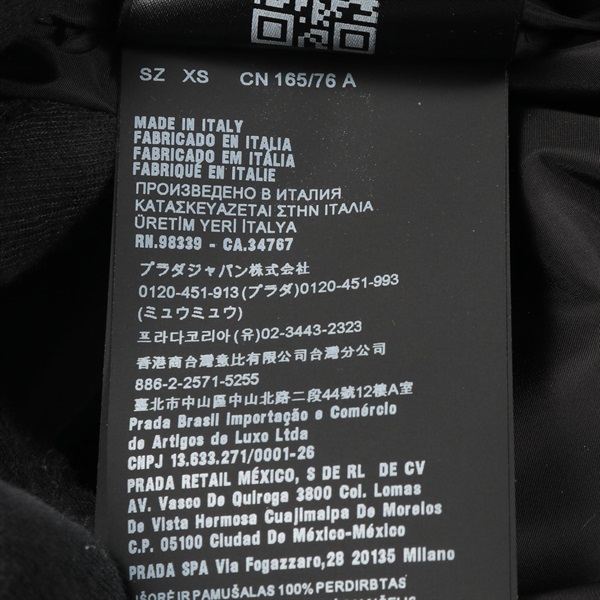 SZ XS CN 165/76 A
MADE IN ITALY
FABRICADO EN ITALIA
FABRICADO EM ITÁLIA
FABRIQUÉ EN ITALIE
ПРОИЗВЕДЕНО В ИТАЛИЯ
ΚΑΤΑΣΚΕΥΑΖΕΤΑΙ ΣΤΗΝ ΙΤΑΛΙΑ
ÜRETİM YERİ İTALYA
RN.98339 - CA.34767
プラダジャパン株式会社
0120-451-913(プラダ)0120-451-993
(ミュウミュウ)
프라다코리아(유)02-3443-2323
香港商台灣意比有限公司台灣分公司
886-2-2571-5255
臺北市中山區中山北路二段44號12樓A室
Prada Brasil Importação e Comércio
de Artigos de Luxo Ltda
CNPJ 13.633.271/0001-26
PRADA RETAIL MÉXICO, S DE RL DE CV
AV. Vasco De Quiroga 3800 Col. Lomas
De Vista Hermosa Cuajimalpa De Morelos
C.P. 05100 Ciudad De México-México
PRADA SPA Via Fogazzaro,28 20135 Milano
IŠORĖ IR PAMUŠALAS 100% PERDIRBTAS